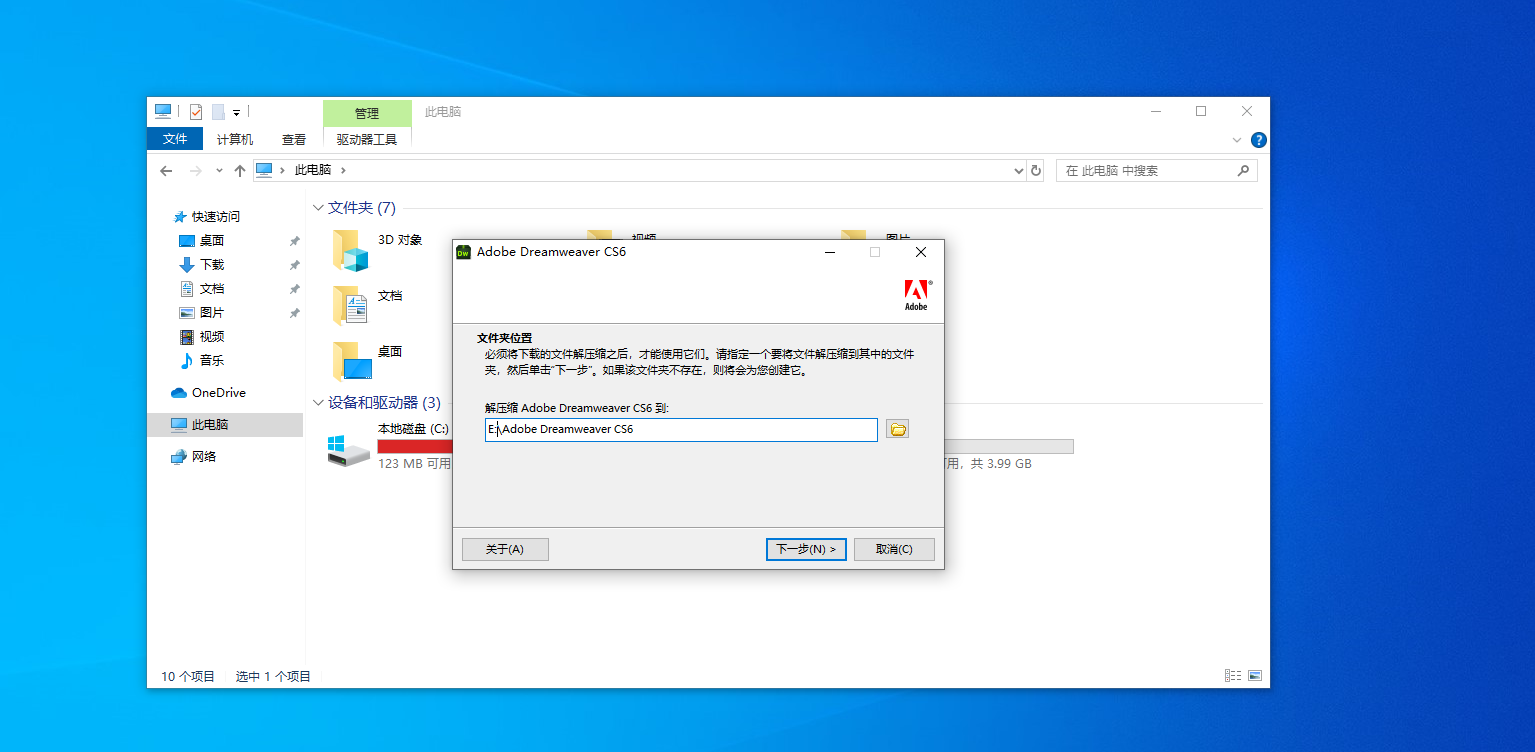 管理
此电脑
文件
计算机
查看
驱动器工具
此电脑
在 此电脑 中搜索
快速访问
桌面
下载
文档
图片
视频
音乐
OneDrive
此电脑
网络
文件夹 (7)
3D 对象
视频
图片
文档
桌面
设备和驱动器 (3)
本地磁盘 (C:)
123 MB 可用
用，共 3.99 GB
Dw
Adobe Dreamweaver CS6
Adobe
文件夹位置
必须将下载的文件解压缩之后，才能使用它们。请指定一个要将文件解压缩到其中的文件
夹，然后单击“下一步”。如果该文件夹不存在，则将会为您创建它。
解压缩 Adobe Dreamweaver CS6 到:
E:\Adobe Dreamweaver CS6
关于(A)
下一步(N) >
取消(C)
10 个项目
选中 1 个项目